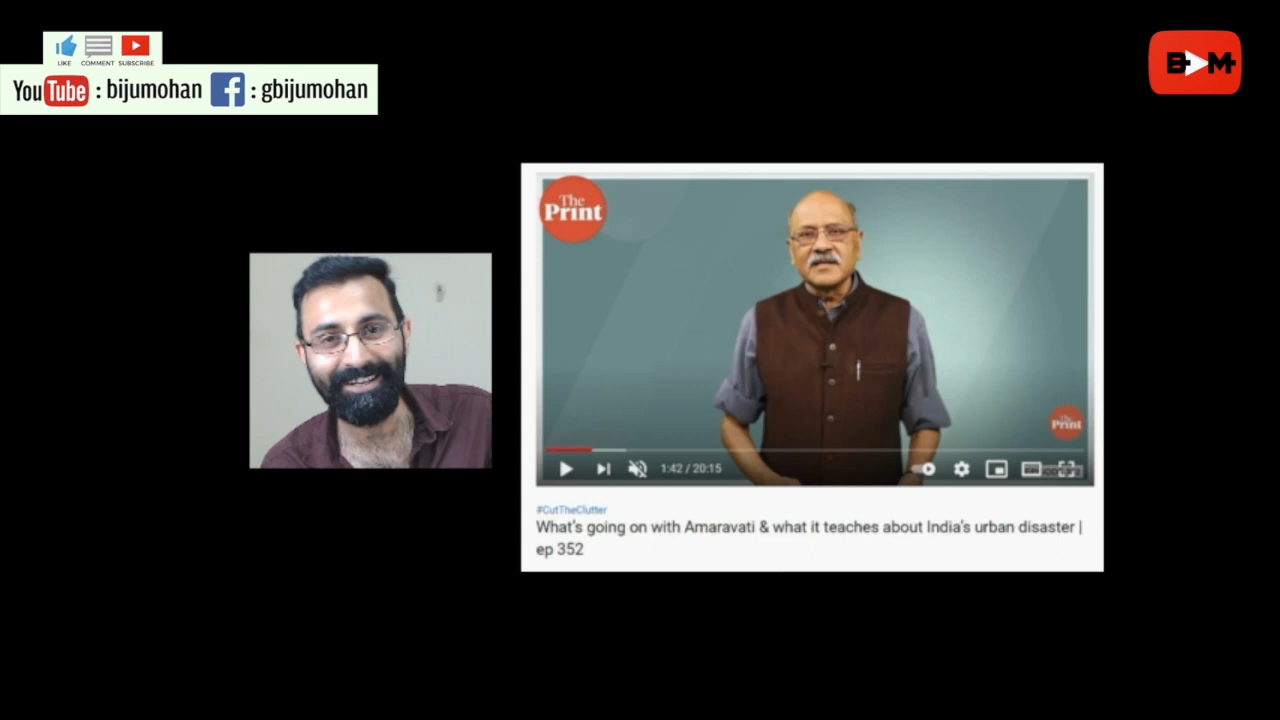 LIKE COMMENT SUBSCRIBE
YouTube : bijumohan f : gbijumohan
B M
The
Print
The
Print
1:42 / 20:15
#CutTheClutter
What's going on with Amaravati & what it teaches about India's urban disaster |
ep 352